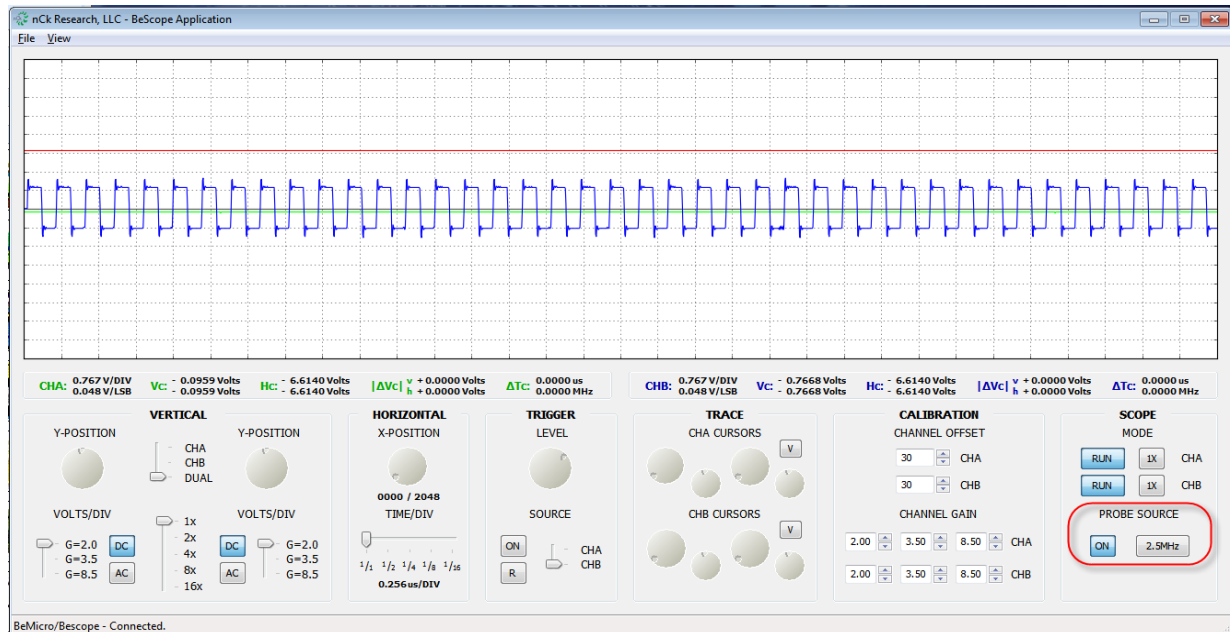 nCk Research, LLC - BeScope Application
File View
CHA: 0.767 V/DIV 0.048 V/LSB Vc: - 0.0959 Volts - 0.0959 Volts Hc: - 6.6140 Volts - 6.6140 Volts |ΔVc| v + 0.0000 Volts h + 0.0000 Volts ΔTc: 0.0000 us 0.0000 MHz
CHB: 0.767 V/DIV 0.048 V/LSB Vc: - 0.7668 Volts - 0.7668 Volts Hc: - 6.6140 Volts - 6.6140 Volts |ΔVc| v + 0.0000 Volts h + 0.0000 Volts ΔTc: 0.0000 us 0.0000 MHz
VERTICAL
Y-POSITION
CHA
CHB
DUAL
Y-POSITION
VOLTS/DIV
G=2.0
G=3.5
G=8.5
DC
AC
1x
2x
4x
8x
16x
VOLTS/DIV
DC
AC
G=2.0
G=3.5
G=8.5
HORIZONTAL
X-POSITION
0000 / 2048
TIME/DIV
1/1 1/2 1/4 1/8 1/16
0.256us/DIV
TRIGGER
LEVEL
SOURCE
ON
R
CHA
CHB
TRACE
CHA CURSORS
V
CHB CURSORS
V
CALIBRATION
CHANNEL OFFSET
30 CHA
30 CHB
CHANNEL GAIN
2.00 3.50 8.50 CHA
2.00 3.50 8.50 CHB
SCOPE
MODE
RUN 1X CHA
RUN 1X CHB
PROBE SOURCE
ON 2.5MHz
BeMicro/Bescope - Connected.